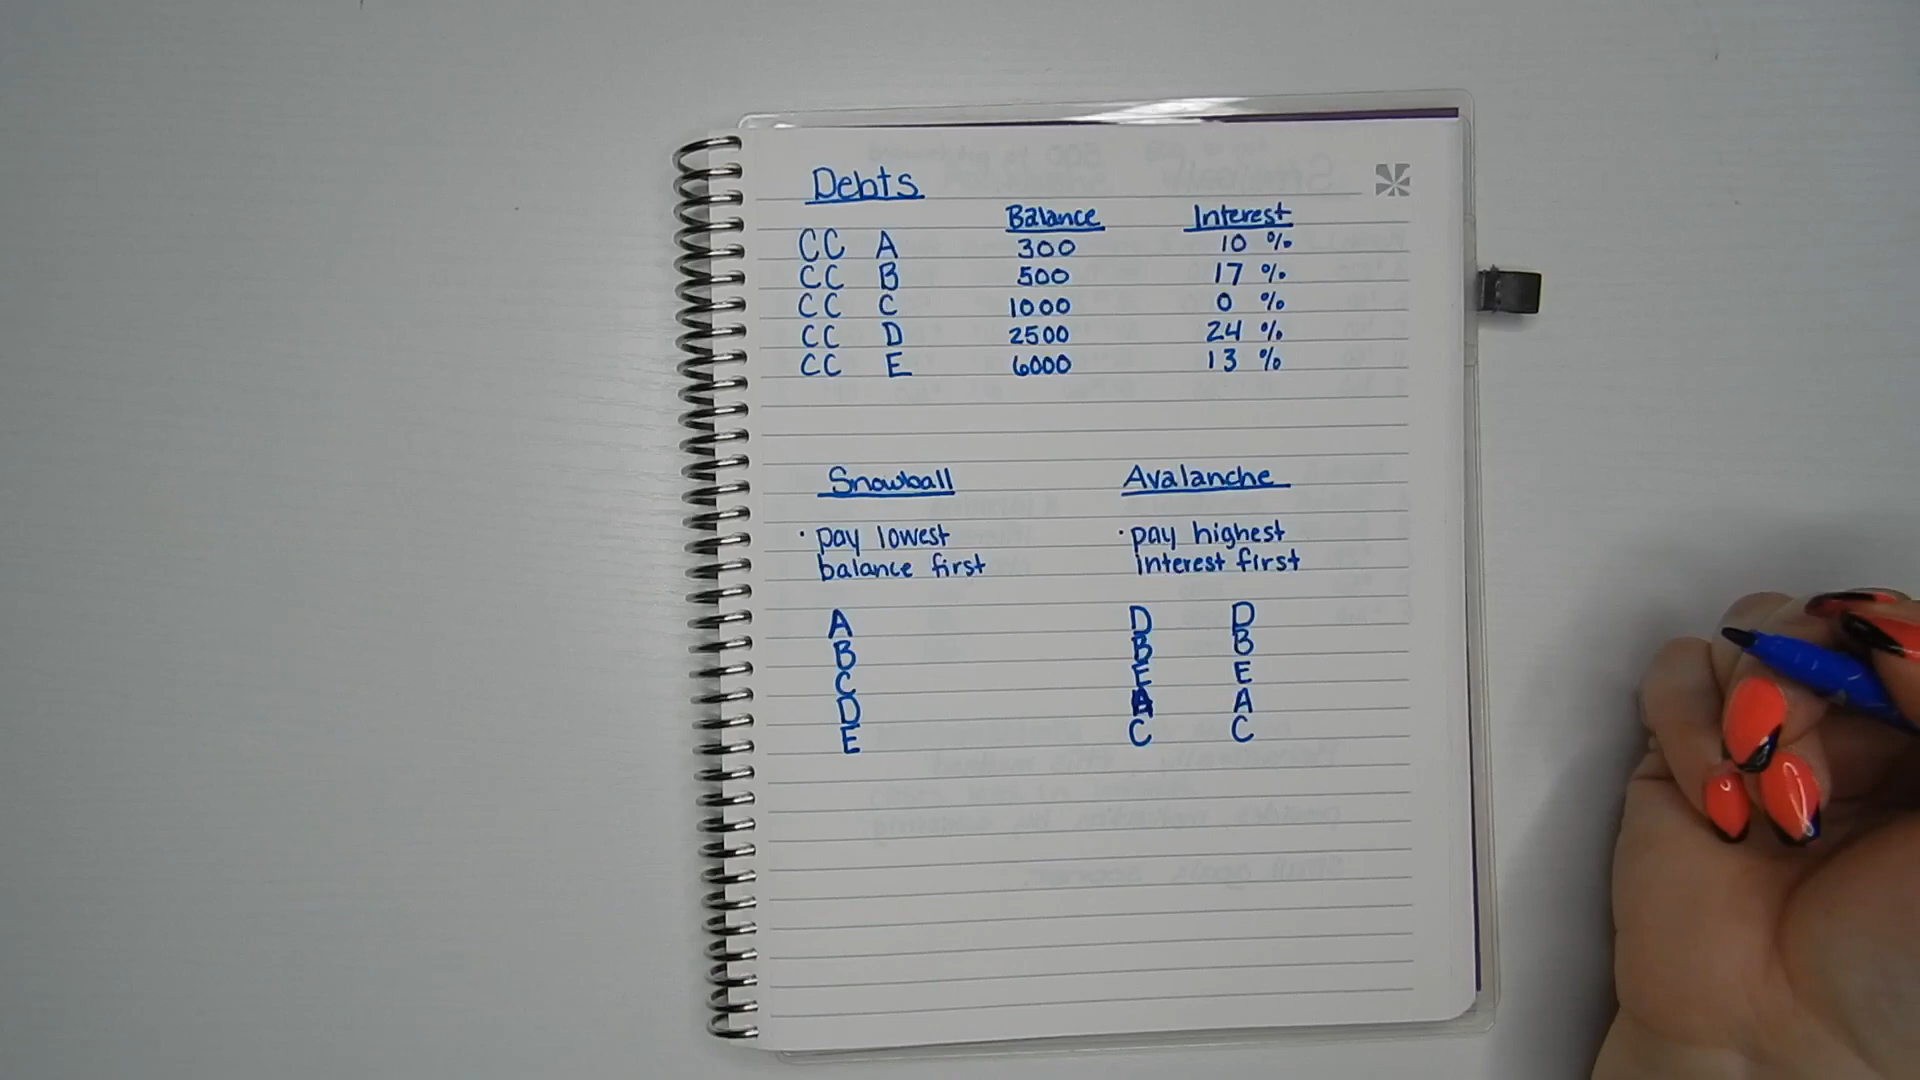 Debts
Balance Interest
CC A 300 10 %
CC B 500 17 %
CC C 1000 0 %
CC D 2500 24 %
CC E 6000 13 %
Snowball Avalanche
· pay lowest · pay highest
balance first interest first
A D D
B B B
C E E
D A A
E C C